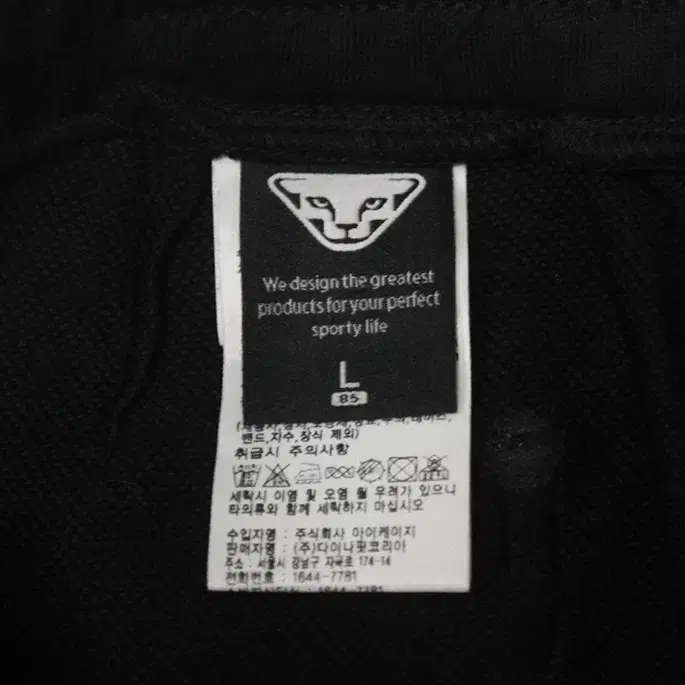 We design the greatest
products for your perfect
sporty life
L
85
밴드,자수,장식 제외)
취급시 주의사항
세탁시 이염 및 오염 될 우려가 있으니
타의류와 함께 세탁하지 마십시오
수입자명 : 주식회사 아이케이지
판매자명 : (주)다이나핏코리아
주소 : 서울시 강남구 자곡로 174-14
전화번호 : 1644-7781